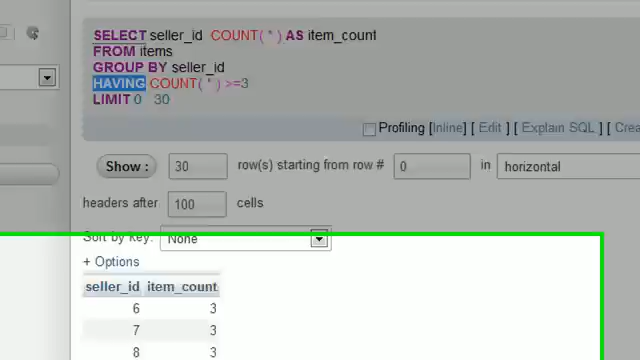 SELECT seller_id COUNT( * ) AS item_count
FROM items
GROUP BY seller_id
HAVING COUNT( * ) >=3
LIMIT 0 30
Profiling [Inline] [ Edit ] [ Explain SQL ] [ Crea
Show : 30 row(s) starting from row # 0 in horizontal
headers after 100 cells
Sort by key: None
+ Options
seller_id item_count
6 3
7 3
8 3